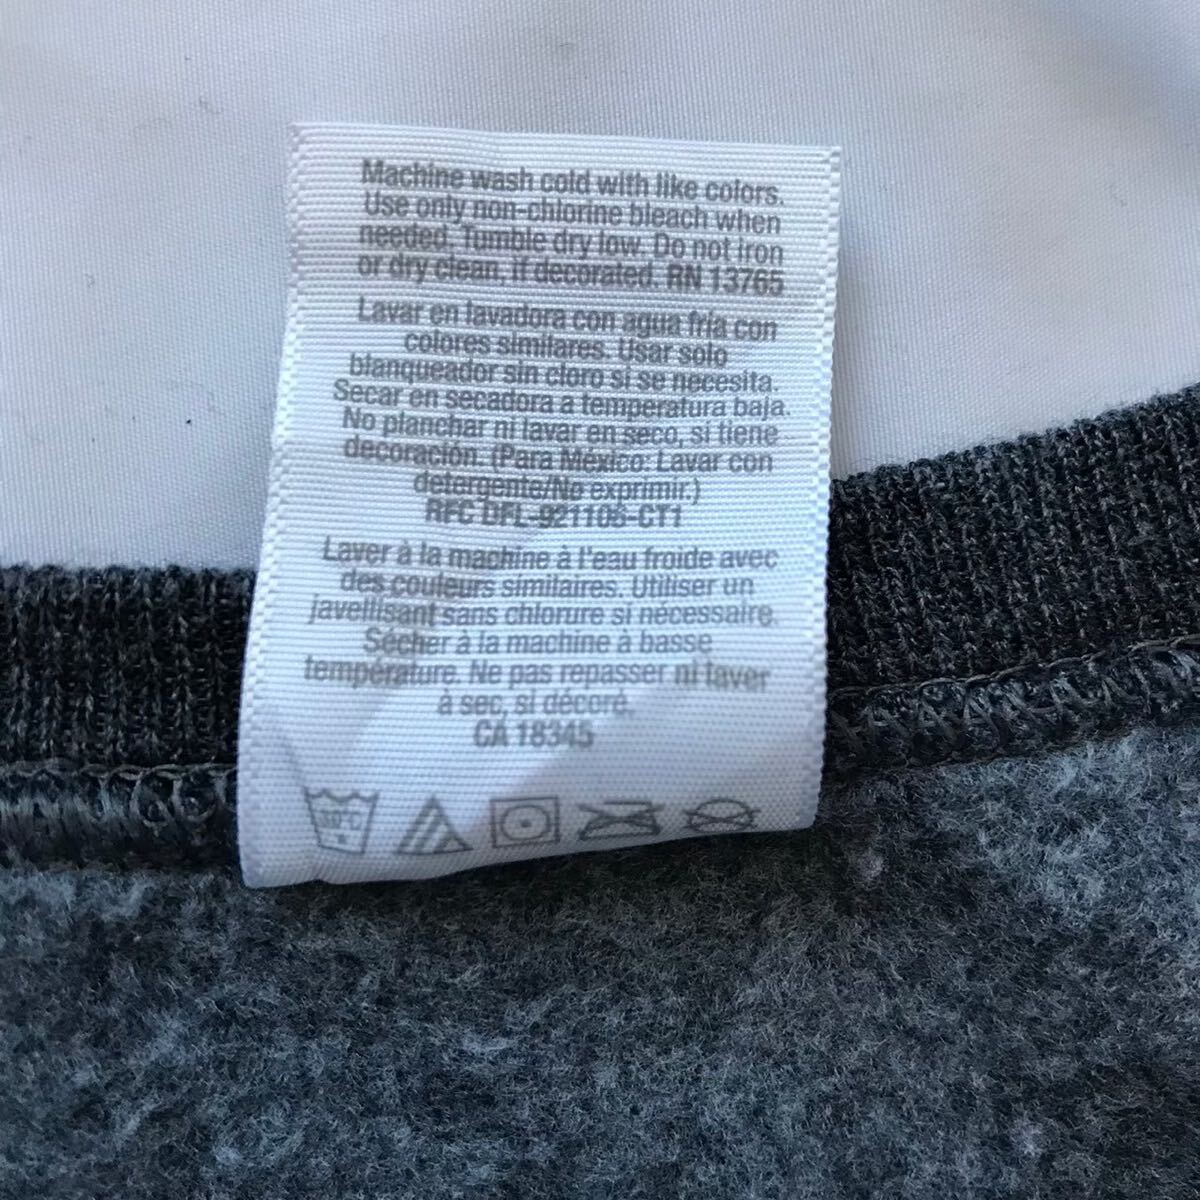 Machine wash cold with like colors.
Use only non-chlorine bleach when
needed. Tumble dry low. Do not iron
or dry clean, if decorated. RN 13765
Lavar en lavadora con agua fría con
colores similares. Usar solo
blanqueador sin cloro si se necesita.
Secar en secadora a temperatura baja.
No planchar ni lavar en seco, si tiene
decoración. (Para México: Lavar con
detergente/No exprimir.)
RFC DFL-921106-CT1
Laver à la machine à l'eau froide avec
des couleurs similaires. Utiliser un
javellisant sans chlorure si nécessaire.
Sécher à la machine à basse
température. Ne pas repasser ni laver
à sec, si décoré.
CA 18345
30°C